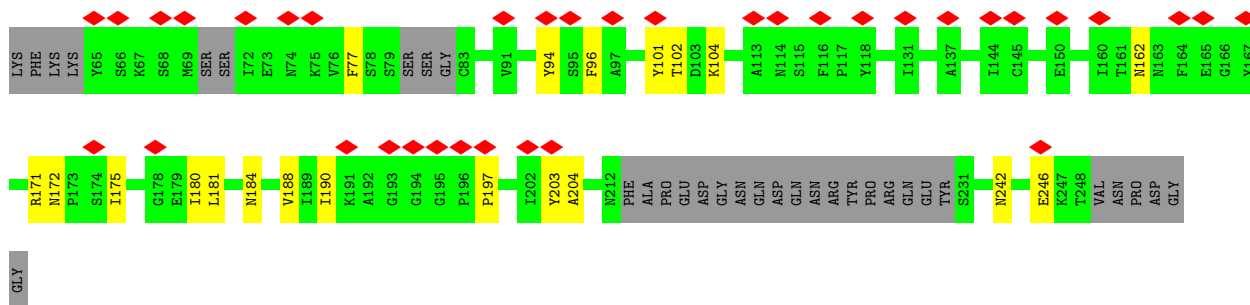 LYS PHE LYS LYS Y65 S66 K67 S68 M69 SER SER I72 E73 N74 K75 V76 F77 S78 S79 SER SER GLY C83 V91 Y94 S95 F96 A97 Y101 T102 D103 K104 A113 N114 S115 F116 P117 Y118 I131 A137 I144 C145 E150 I160 T161 N162 N163 F164 E165 G166 Y167
R171 N172 P173 S174 I175 G178 E179 I180 L181 N184 V188 I189 I190 K191 A192 G193 G194 G195 P196 P197 I202 Y203 A204 N212 PHE ALA PRO GLU ASP GLY ASN GLN ASP GLN ASN ARG TYR PRO ARG GLN GLU TYR S231 N242 E246 K247 T248 VAL ASN PRO ASP GLY
GLY